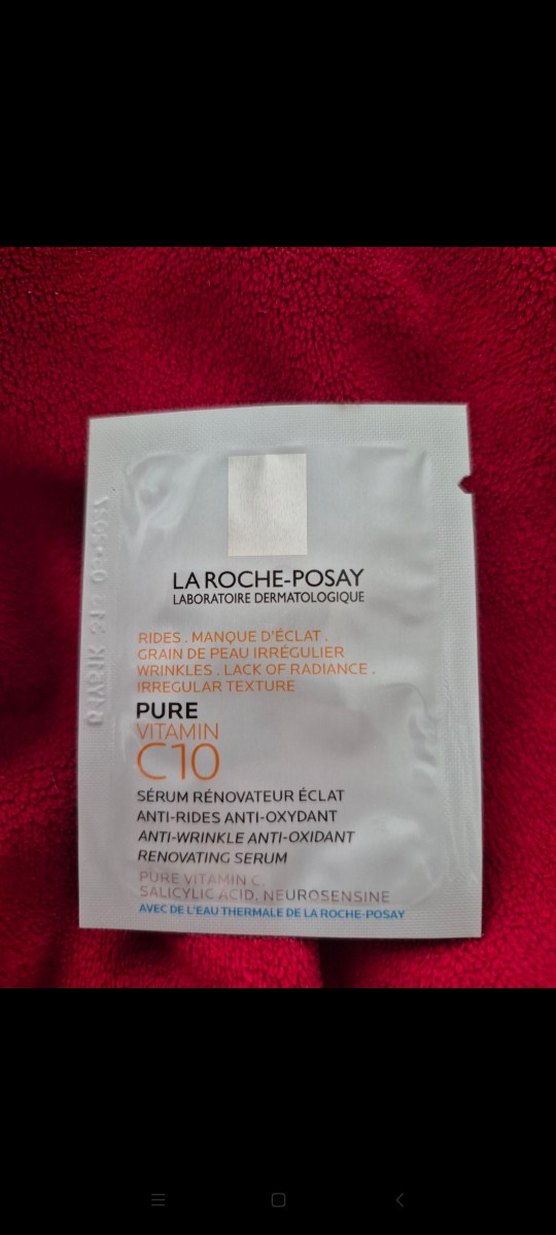 LA ROCHE-POSAY
LABORATOIRE DERMATOLOGIQUE
RIDES . MANQUE D'ÉCLAT .
GRAIN DE PEAU IRRÉGULIER
WRINKLES . LACK OF RADIANCE .
IRREGULAR TEXTURE
PURE
VITAMIN
C10
SÉRUM RÉNOVATEUR ÉCLAT
ANTI-RIDES ANTI-OXYDANT
ANTI-WRINKLE ANTI-OXIDANT
RENOVATING SERUM
PURE VITAMIN C,
SALICYLIC ACID, NEUROSENSINE
AVEC DE L'EAU THERMALE DE LA ROCHE-POSAY